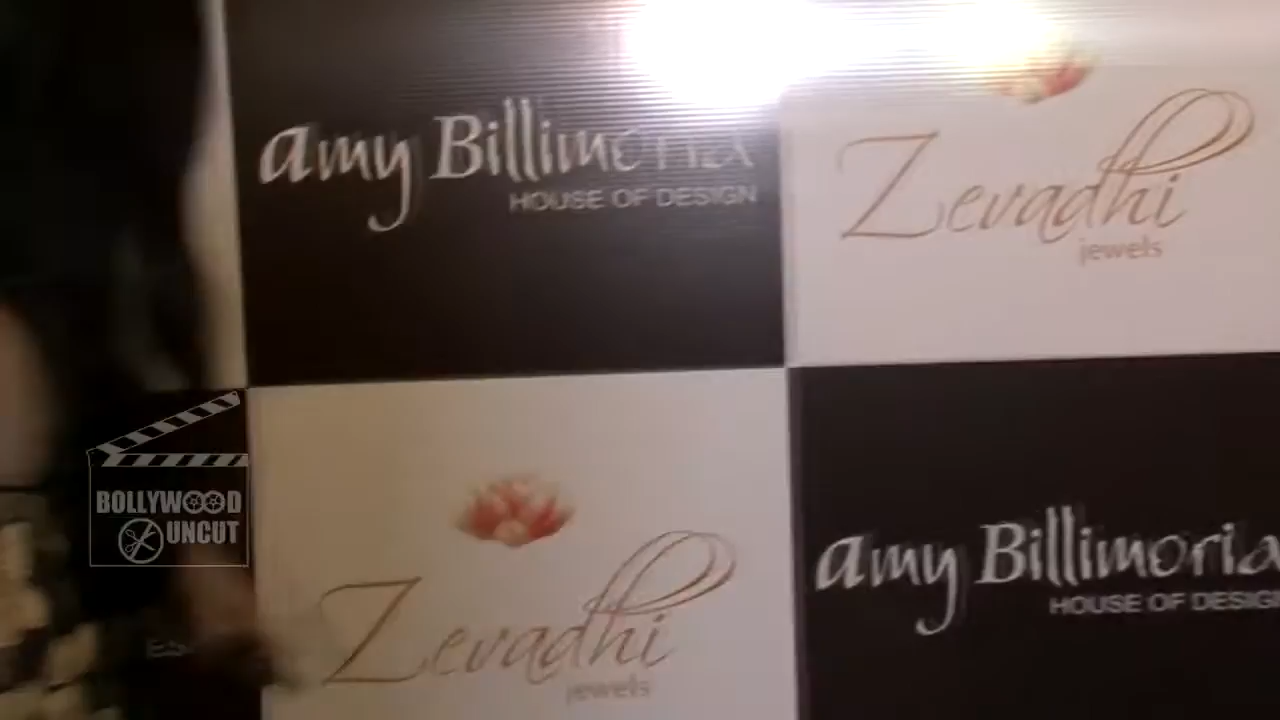 amy Billimoria
HOUSE OF DESIGN
Zevadhi
jewels
BOLLYWOOD
UNCUT
Zevadhi
jewels
amy Billimoria
HOUSE OF DESIGN